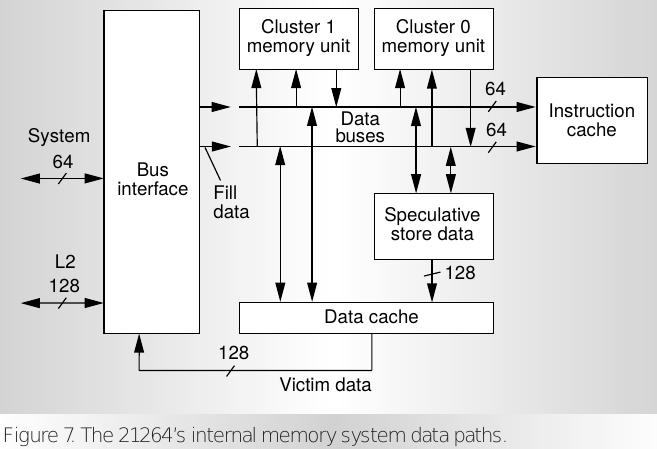 Cluster 1
memory unit
Cluster 0
memory unit
64
Instruction
cache
Data
buses
64
System
64
Bus
interface
Fill
data
Speculative
store data
L2
128
128
Data cache
128
Victim data
Figure 7. The 21264's internal memory system data paths.